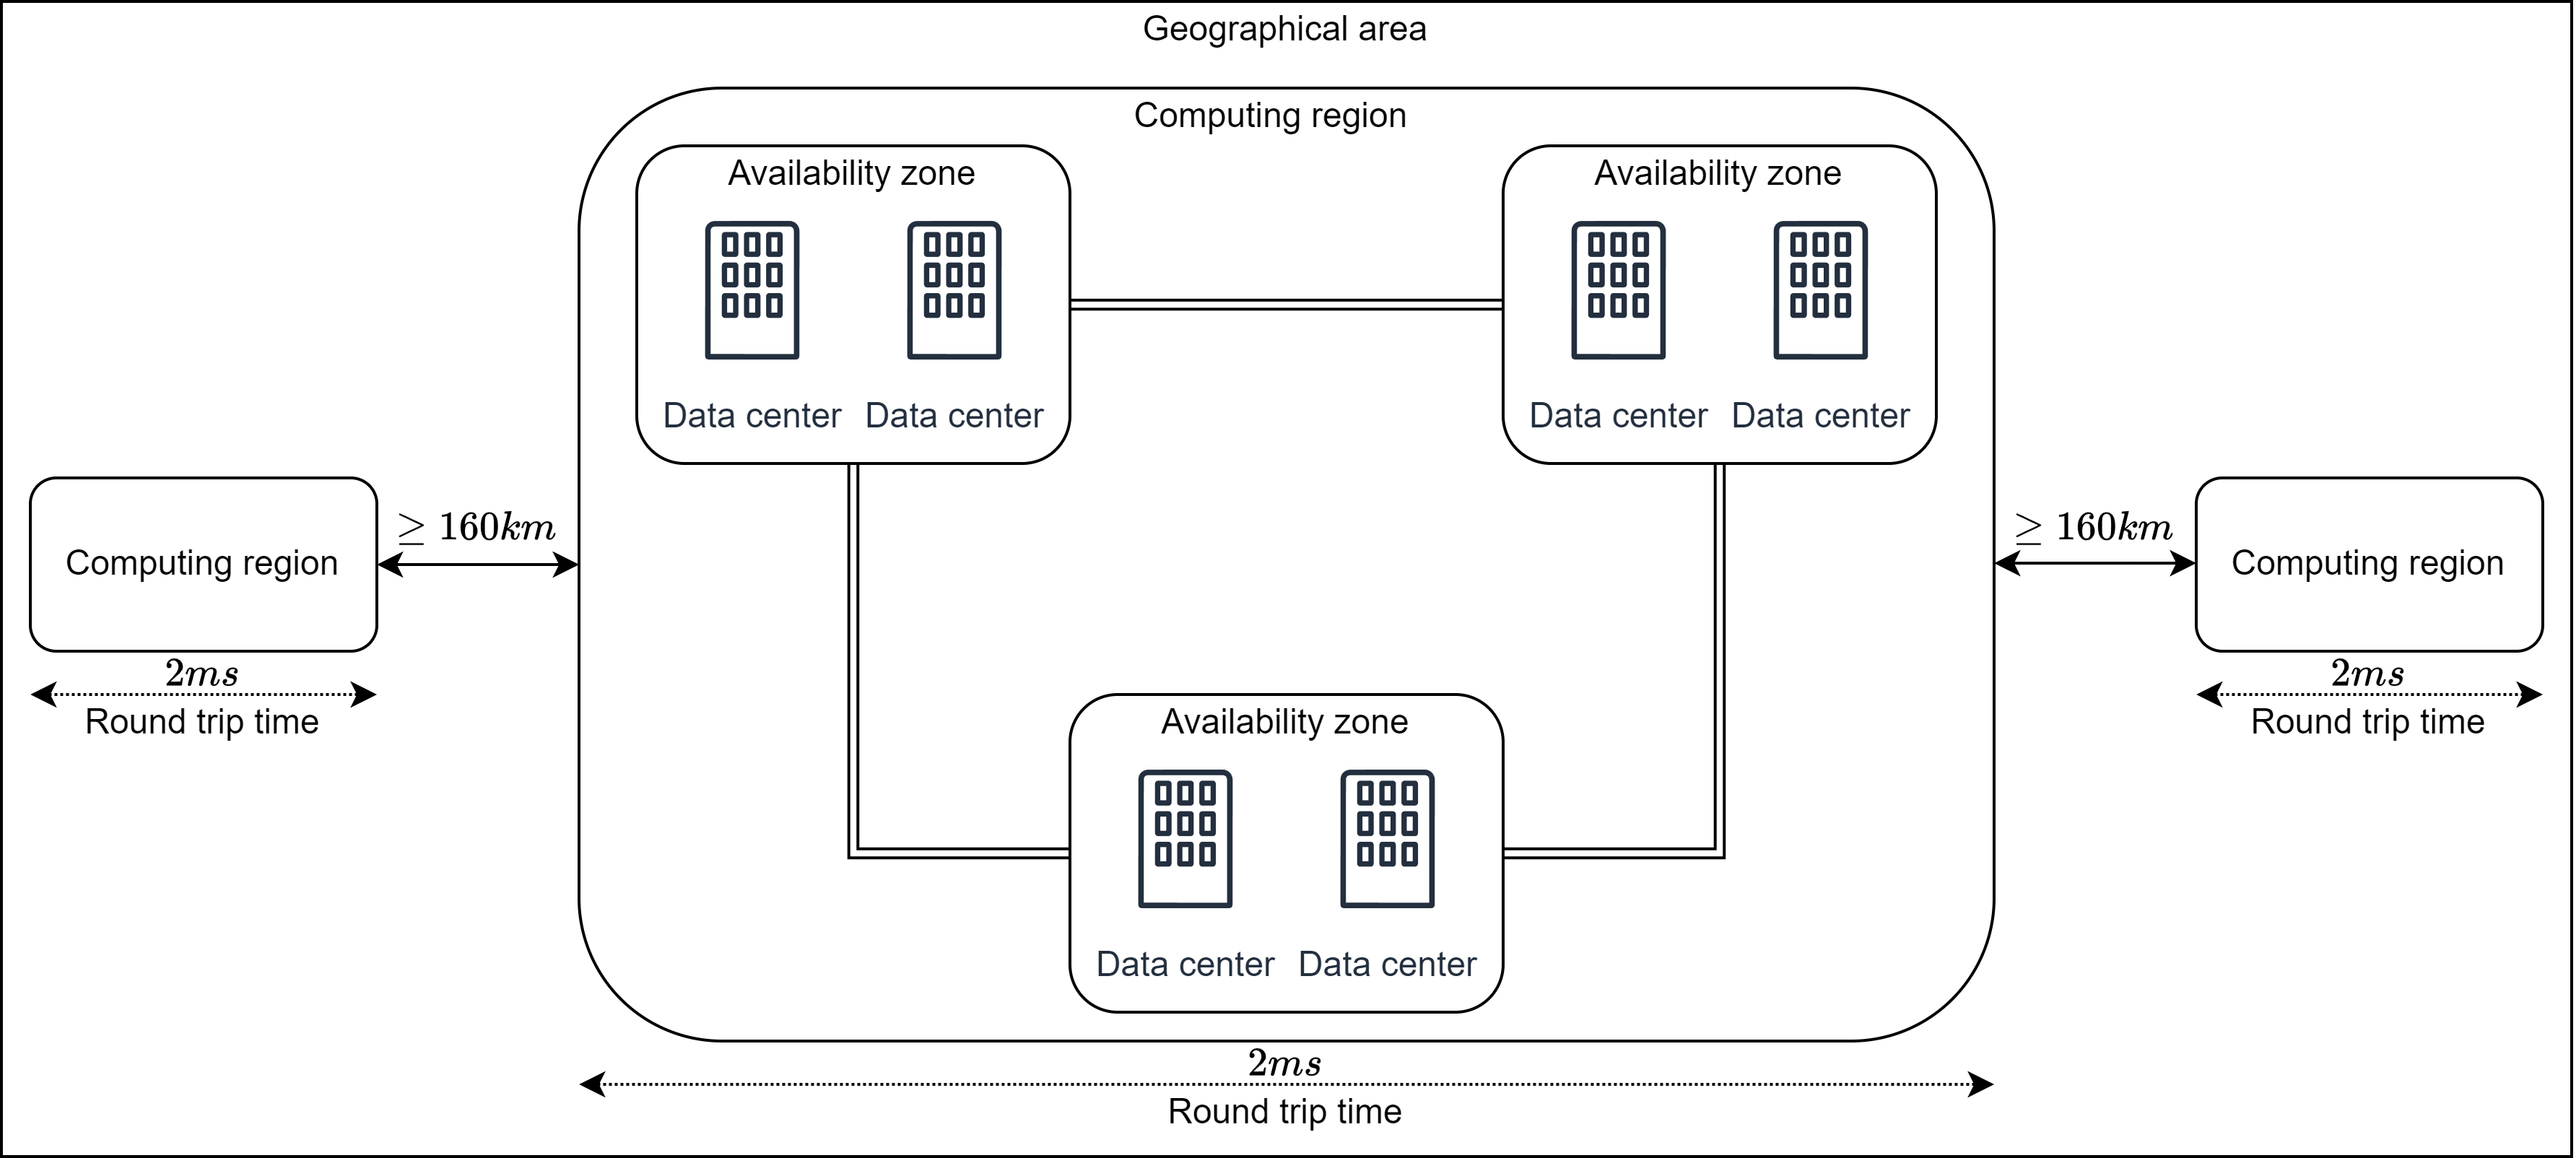 Geographical area
Computing region
Availability zone
Data center
Data center
Availability zone
Data center
Data center
Computing region
≥ 160km
≥ 160km
Computing region
2ms
Round trip time
2ms
Round trip time
Availability zone
Data center
Data center
2ms
Round trip time